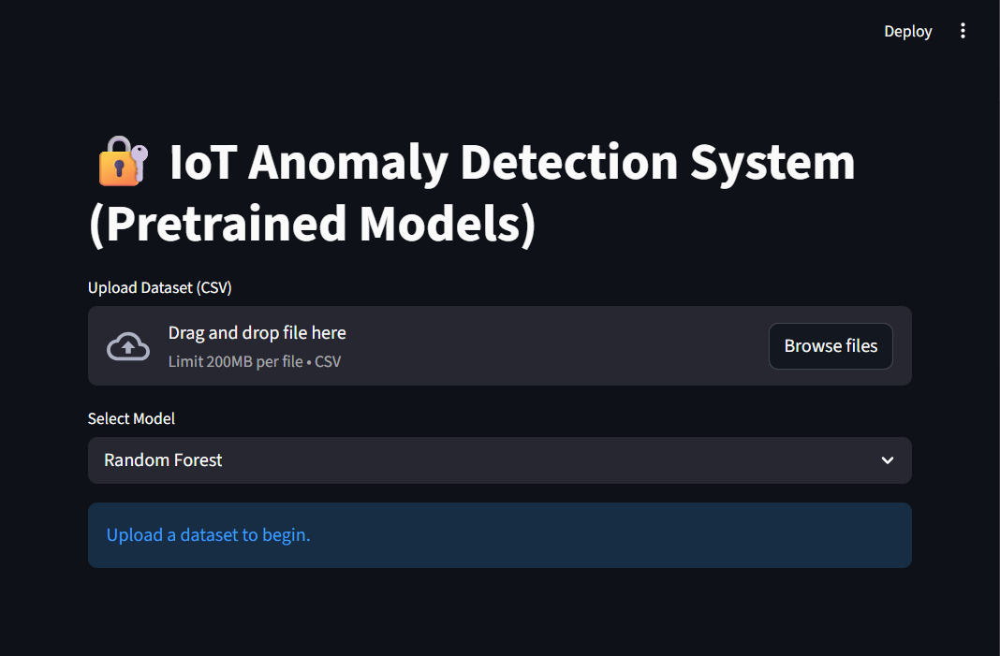 Deploy
🔐 IoT Anomaly Detection System
(Pretrained Models)
Upload Dataset (CSV)
Drag and drop file here
Limit 200MB per file • CSV
Browse files
Select Model
Random Forest
Upload a dataset to begin.